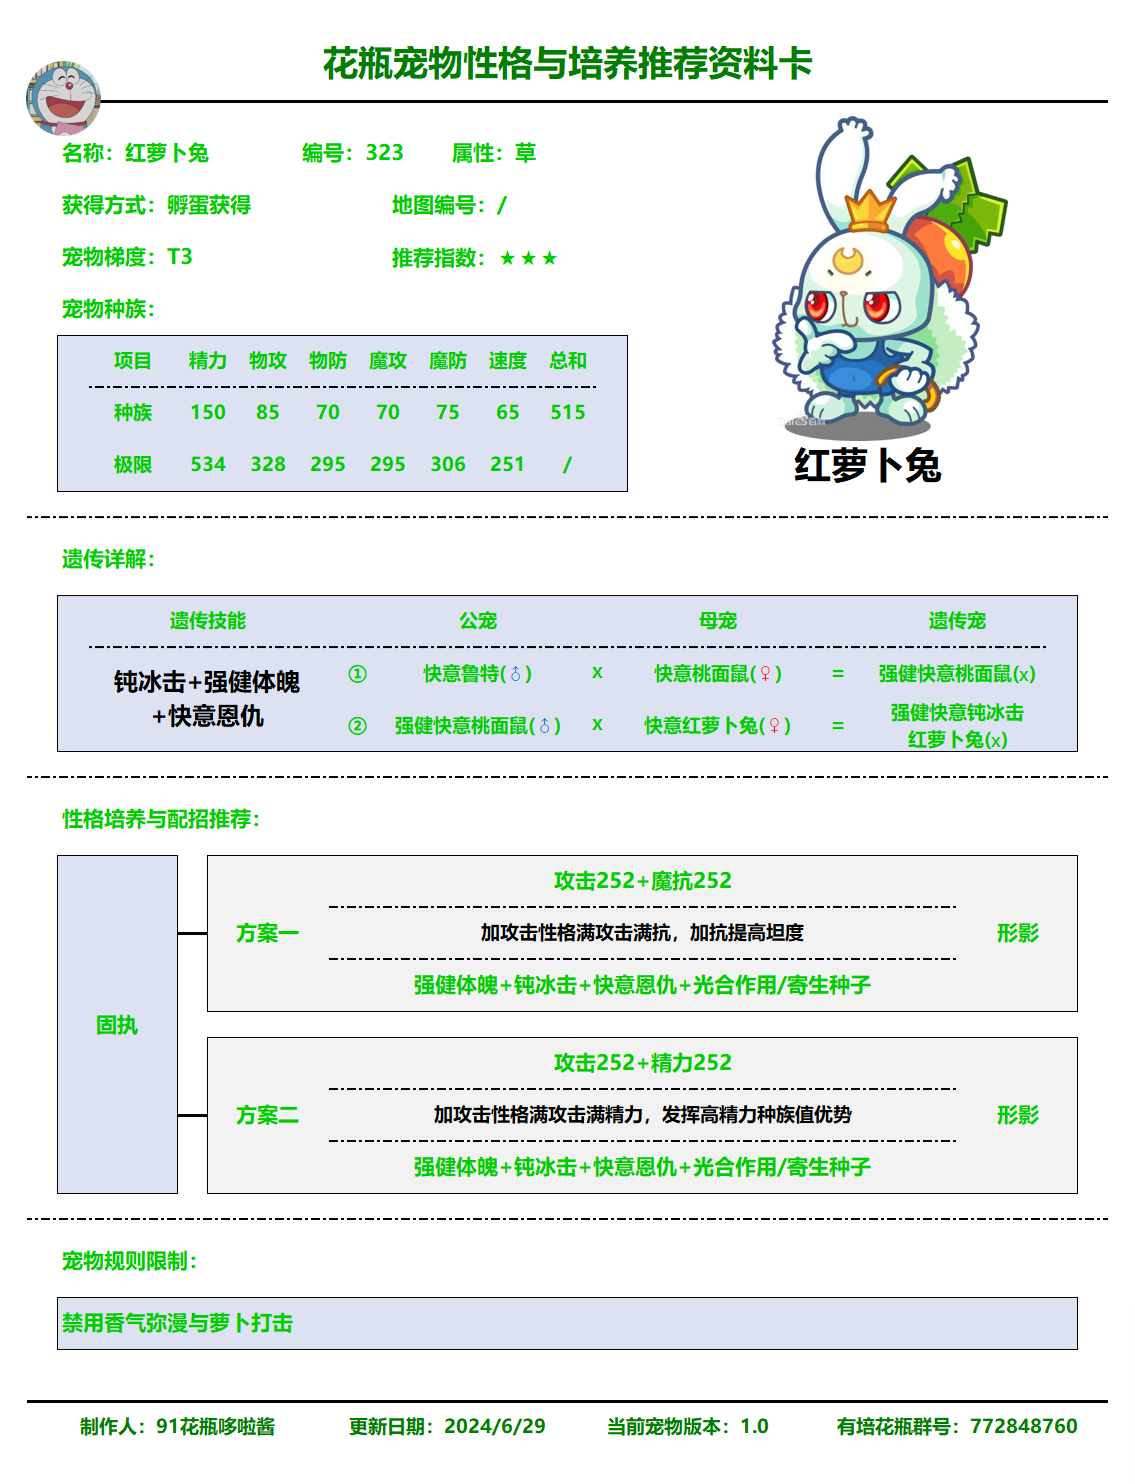 花瓶宠物性格与培养推荐资料卡
名称：红萝卜兔 编号：323 属性：草
获得方式：孵蛋获得 地图编号：/
宠物梯度：T3 推荐指数：★★★
宠物种族：
项目 精力 物攻 物防 魔攻 魔防 速度 总和
种族 150 85 70 70 75 65 515
极限 534 328 295 295 306 251 /
红萝卜兔
遗传详解：
遗传技能 公宠 母宠 遗传宠
钝冰击+强健体魄
+快意恩仇
① 快意鲁特(♂) x 快意桃面鼠(♀) = 强健快意桃面鼠(x)
② 强健快意桃面鼠(♂) x 快意红萝卜兔(♀) = 强健快意钝冰击
红萝卜兔(x)
性格培养与配招推荐：
固执
方案一
攻击252+魔抗252
加攻击性格满攻击满抗，加抗提高坦度
强健体魄+钝冰击+快意恩仇+光合作用/寄生种子
形影
方案二
攻击252+精力252
加攻击性格满攻击满精力，发挥高精力种族值优势
强健体魄+钝冰击+快意恩仇+光合作用/寄生种子
形影
宠物规则限制：
禁用香气弥漫与萝卜打击
制作人：91花瓶哆啦酱 更新日期：2024/6/29 当前宠物版本：1.0 有培花瓶群号：772848760